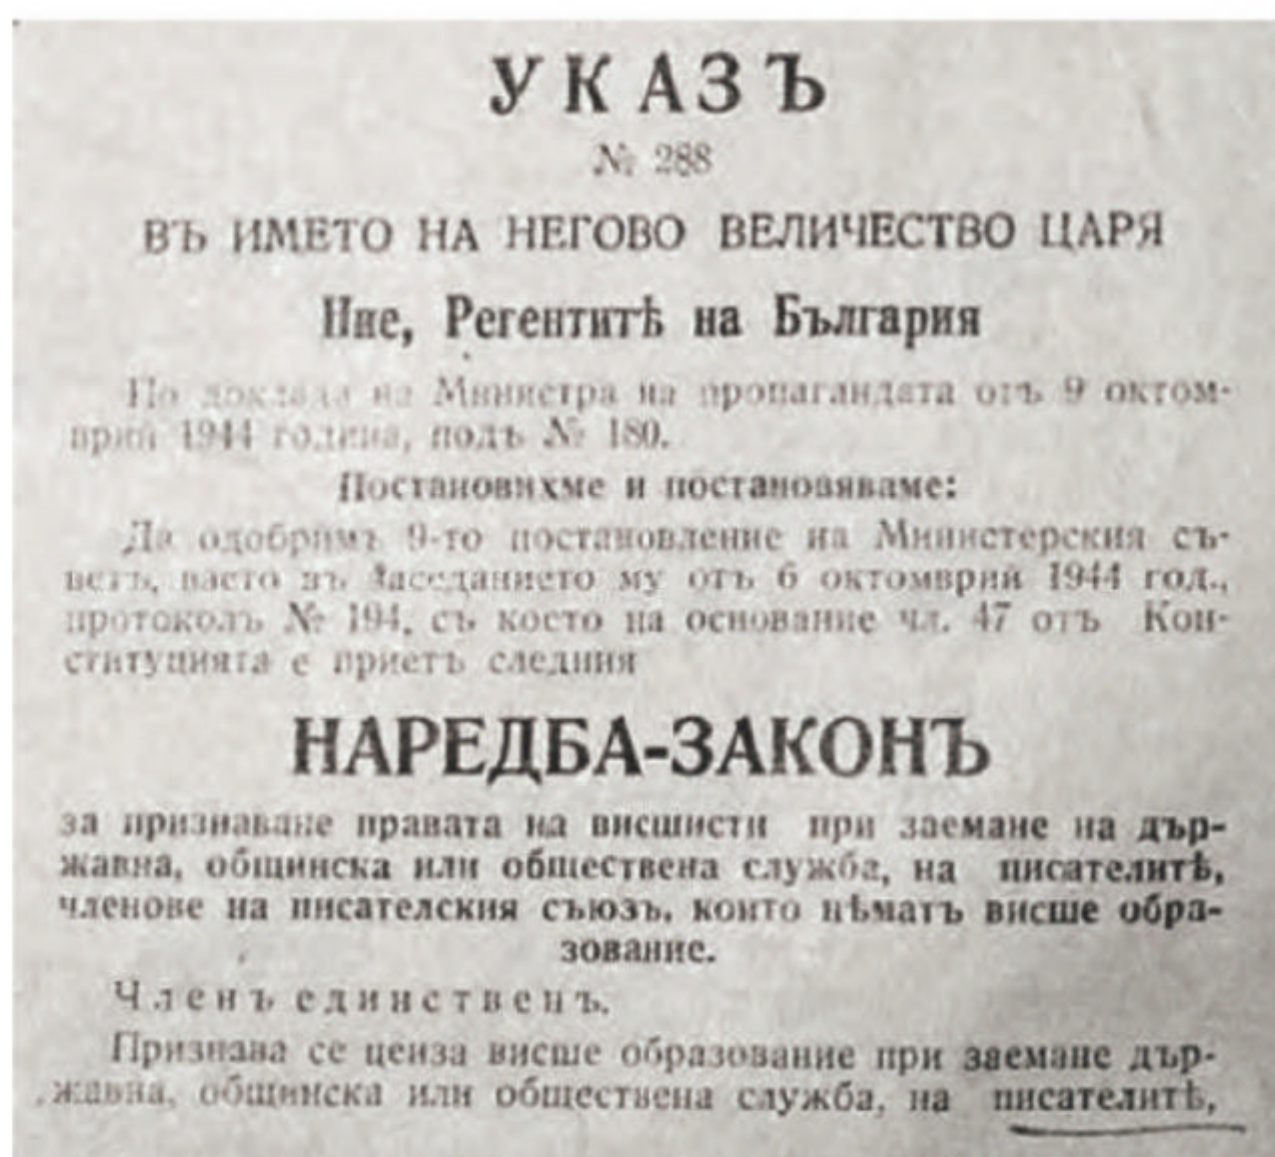 УКАЗЪ
№ 288
ВЪ ИМЕТО НА НЕГОВО ВЕЛИЧЕСТВО ЦАРЯ
Ние, Регентитѣ на България
По доклада на Министра на пропагандата отъ 9 октом-
врий 1944 година, подъ № 180.
Постановихме и постановяваме:
Да одобримъ 9-то постановление на Министерския съ-
ветъ, взето въ заседанието му отъ 6 октомврий 1944 год.,
протоколъ № 194, съ което на основание чл. 47 отъ Кон-
ституцията е приетъ следния
НАРЕДБА-ЗАКОНЪ
за признаване правата на висшисти при заемане на дър-
жавна, общинска или обществена служба, на писателитѣ,
членове на писателския съюзъ, които нѣматъ висше обра-
зование.
Членъ единственъ.
Признава се ценза висше образование при заемане дър-
жавна, общинска или обществена служба, на писателитѣ,